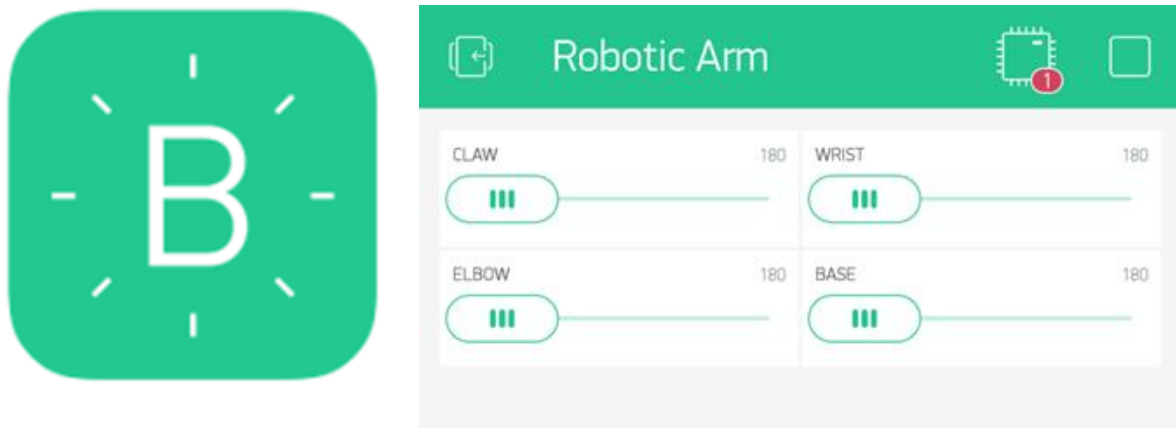 B
Robotic Arm
1
CLAW 180 WRIST 180
ELBOW 180 BASE 180